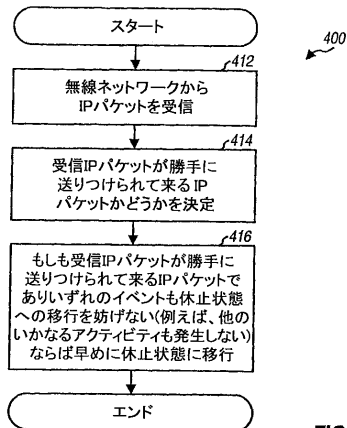 スタート
400
412
無線ネットワークから
IPパケットを受信
414
受信IPパケットが勝手に
送りつけられて来るIP
パケットかどうかを決定
416
もしも受信IPパケットが勝手に
送りつけられて来るIPパケットで
ありいずれのイベントも休止状態
への移行を妨げない(例えば、他の
いかなるアクティビティも発生しない)
ならば早めに休止状態に移行
エンド